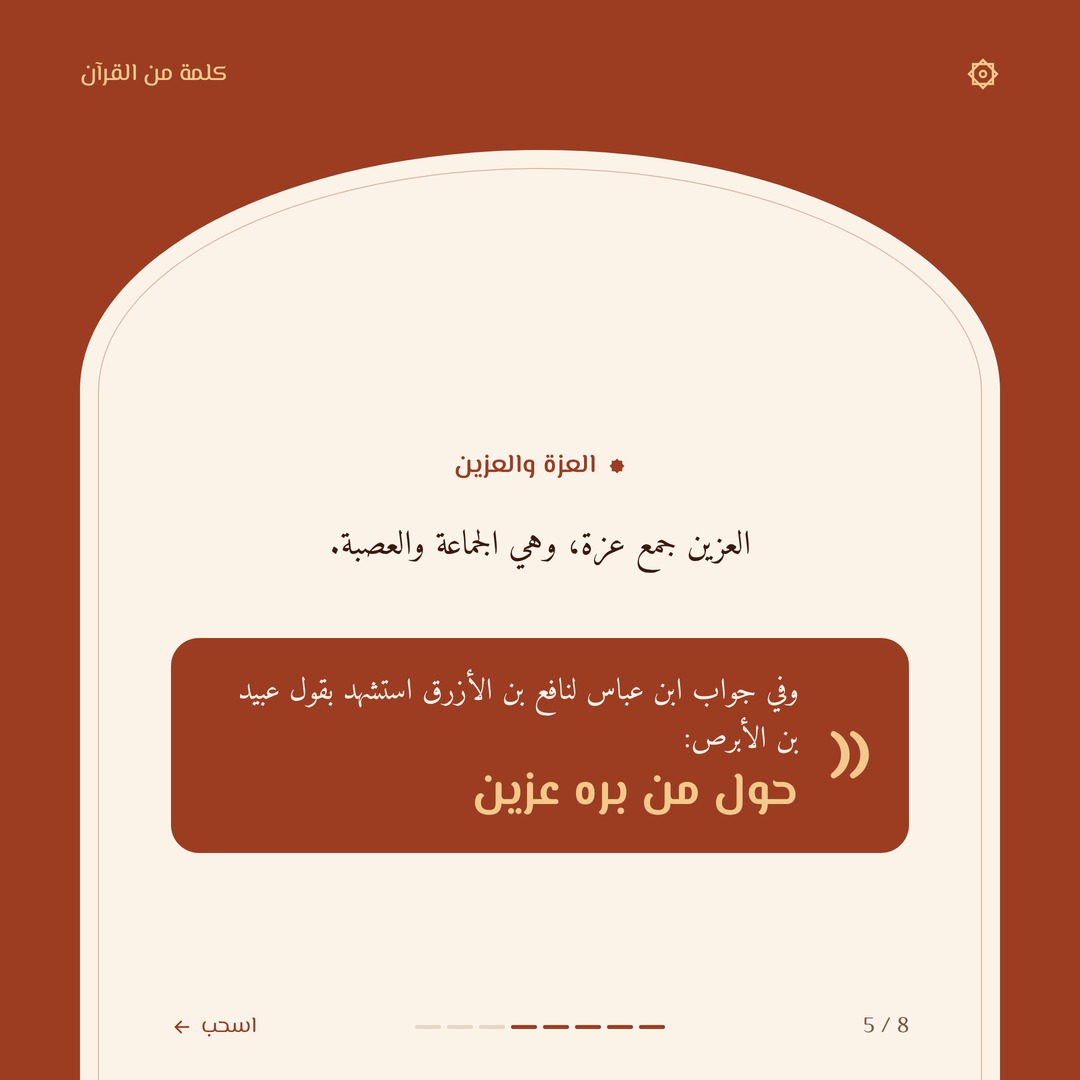 كلمة من القرآن
العزة والعزين
العزين جمع عزة، وهي الجماعة والعصبة.
وفي جواب ابن عباس لنافع بن الأزرق استشهد بقول عبيد
بن الأبرص:
حول من بره عزين
5 / 8
اسحب ←